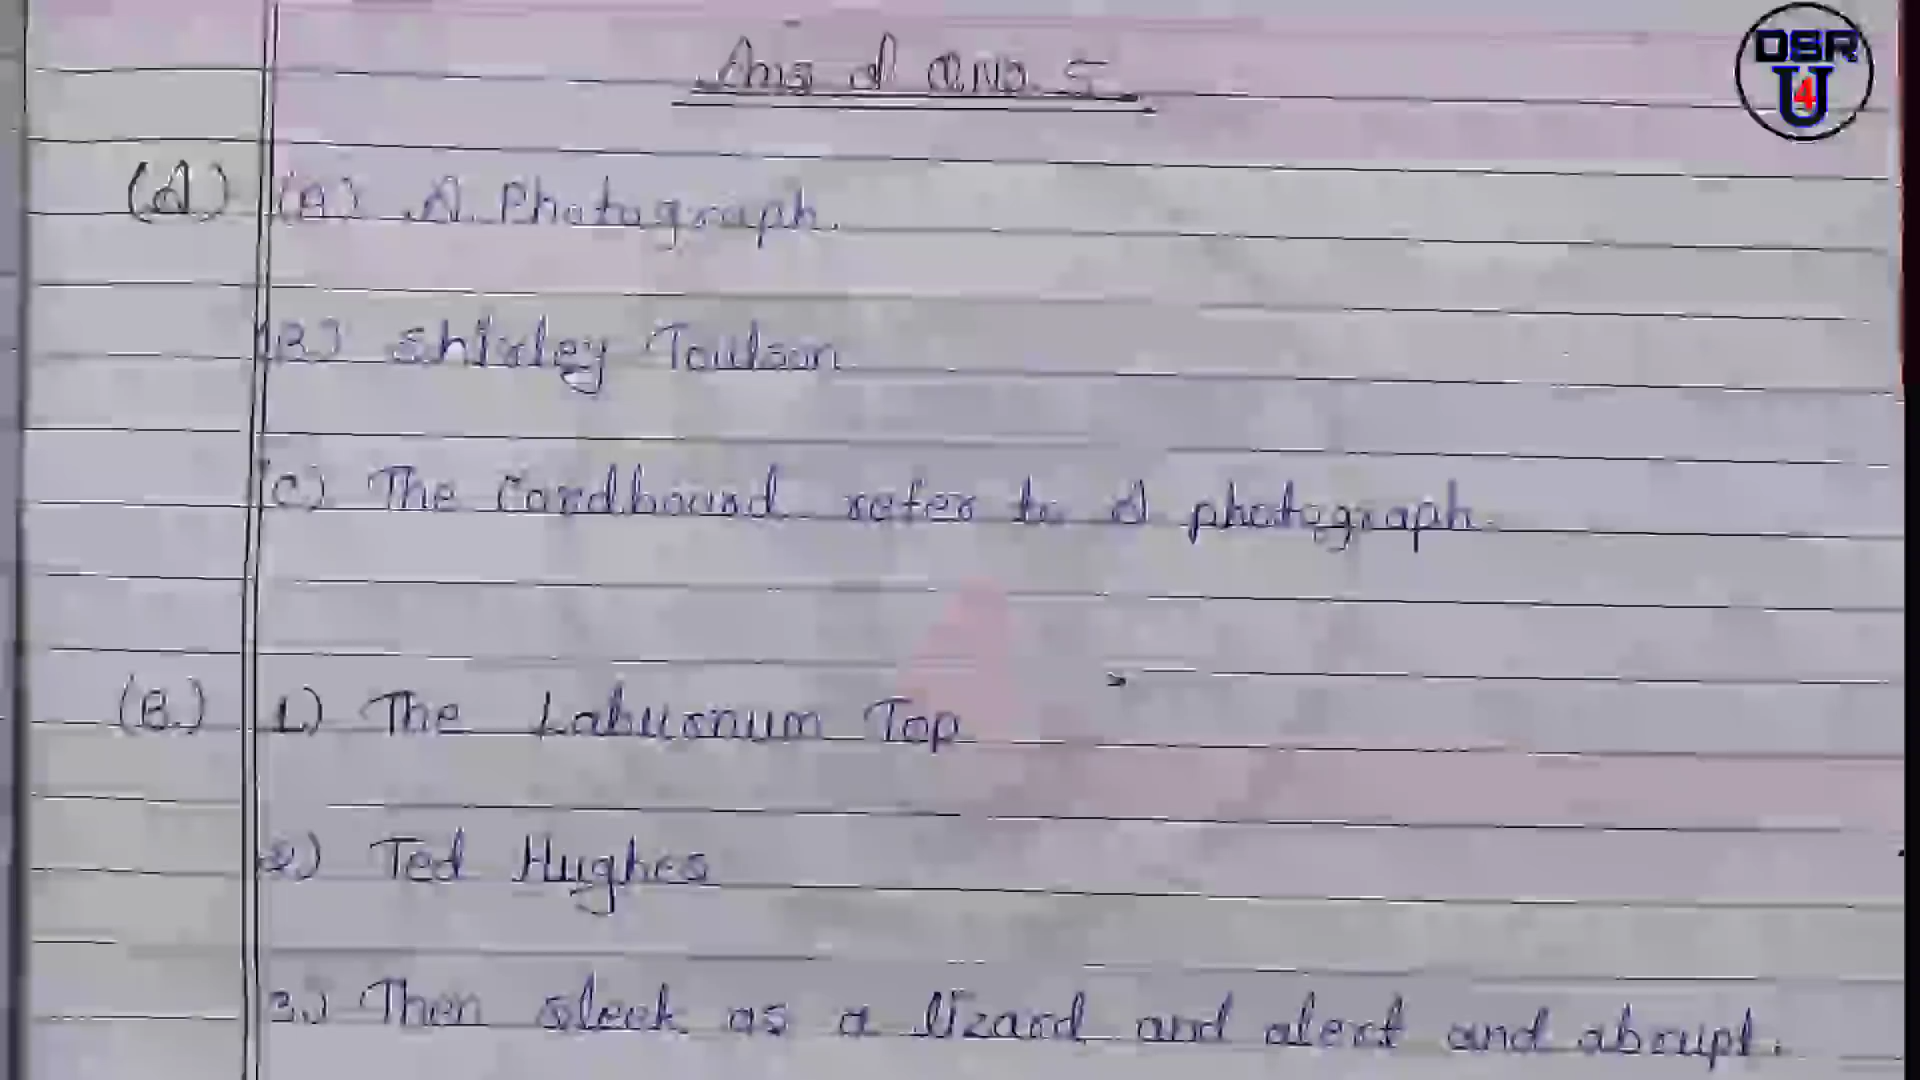 Ans of Q.NO. 5
DSR
U
4
(A) (A) A Photograph.
(B) Shirley Toulson
(C) The Cardboard refer to A photograph.
(B.) 1.) The Laburnum Top
2.) Ted Hughes
3.) Then sleek as a lizard and alert and abrupt.